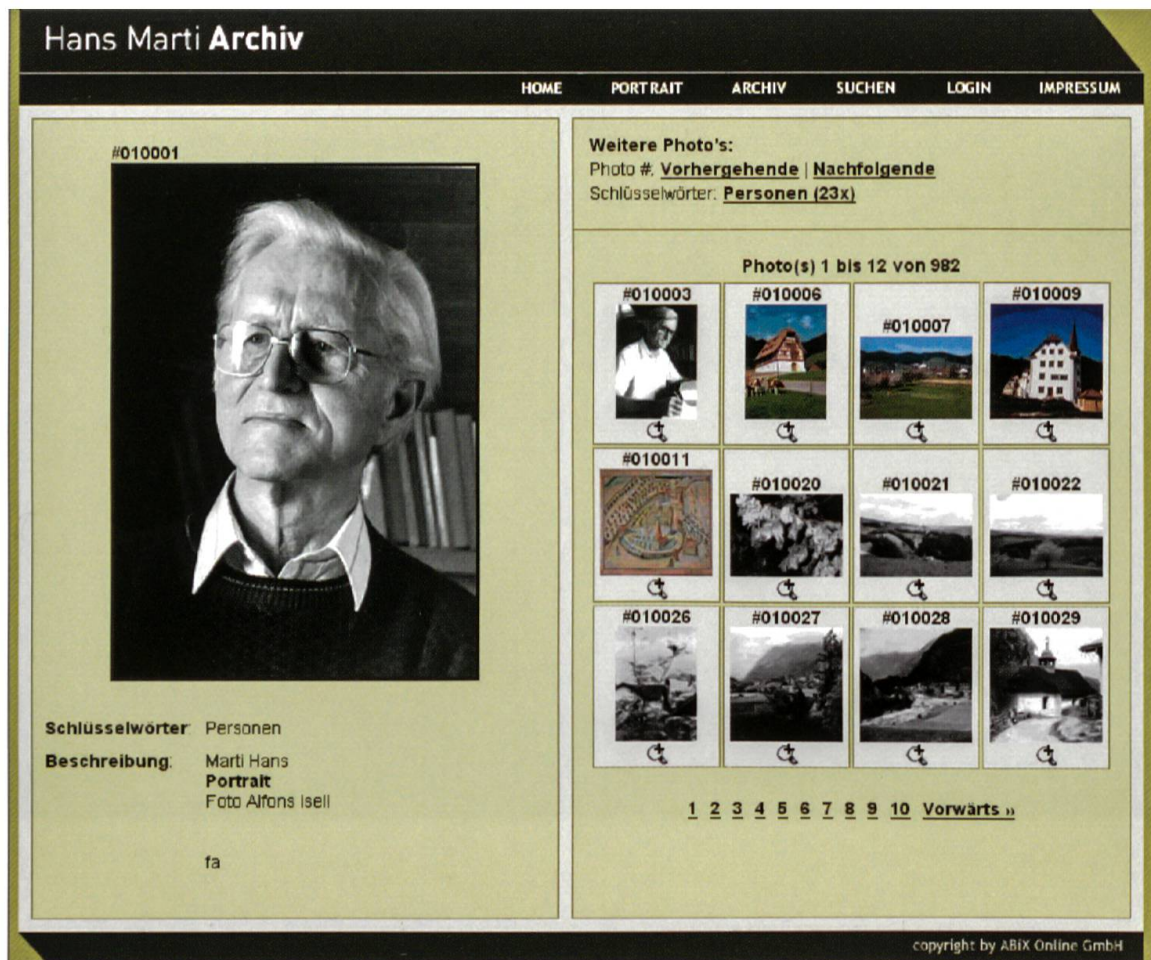 Hans Marti Archiv
HOME PORTRAIT ARCHIV SUCHEN LOGIN IMPRESSUM
#010001
Schlüsselwörter: Personen
Beschreibung: Marti Hans
Portrait
Foto Alfons Iseli
fa
Weitere Photo's:
Photo #: Vorhergehende | Nachfolgende
Schlüsselwörter: Personen (23x)
Photo(s) 1 bis 12 von 982
#010003 #010006 #010007 #010009
#010011 #010020 #010021 #010022
#010026 #010027 #010028 #010029
1 2 3 4 5 6 7 8 9 10 Vorwärts »
copyright by ABiX Online GmbH